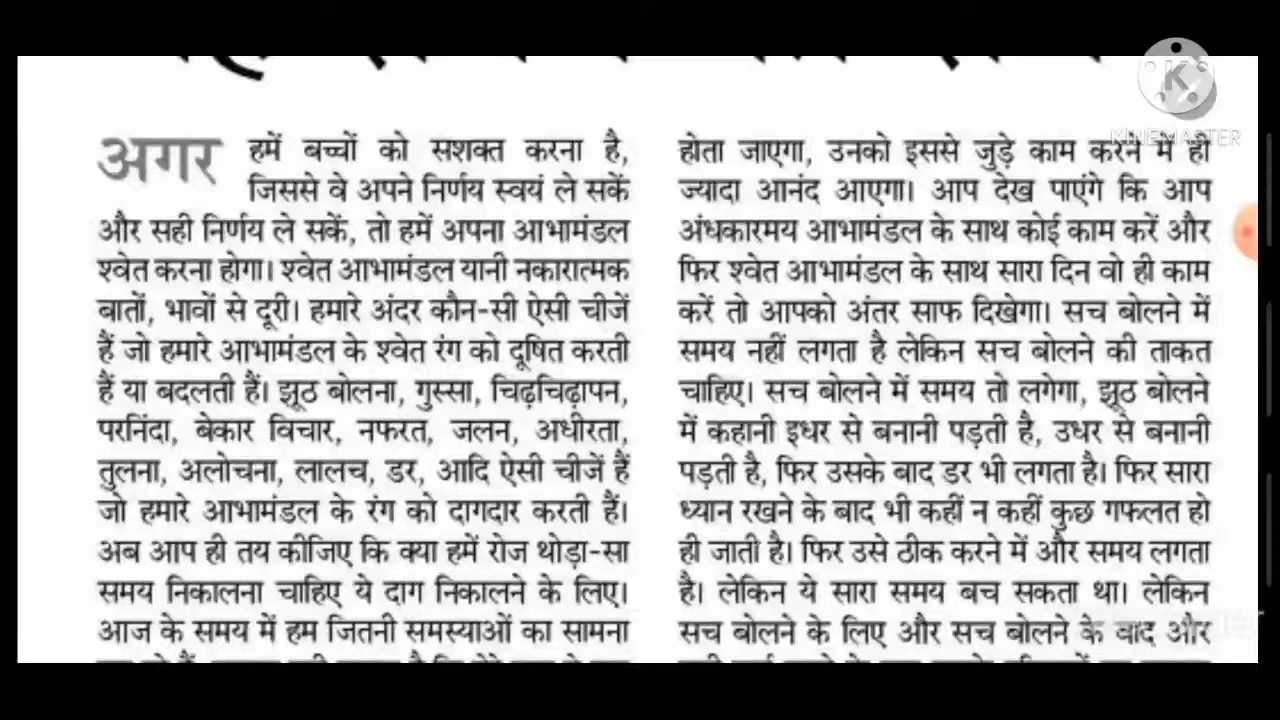 अगर हमें बच्चों को सशक्त करना है,
जिससे वे अपने निर्णय स्वयं ले सकें
और सही निर्णय ले सकें, तो हमें अपना आभामंडल
श्वेत करना होगा। श्वेत आभामंडल यानी नकारात्मक
बातों, भावों से दूरी। हमारे अंदर कौन-सी ऐसी चीजें
हैं जो हमारे आभामंडल के श्वेत रंग को दूषित करती
हैं या बदलती हैं। झूठ बोलना, गुस्सा, चिढ़चिढ़ापन,
परनिंदा, बेकार विचार, नफरत, जलन, अधीरता,
तुलना, अलोचना, लालच, डर, आदि ऐसी चीजें हैं
जो हमारे आभामंडल के रंग को दागदार करती हैं।
अब आप ही तय कीजिए कि क्या हमें रोज थोड़ा-सा
समय निकालना चाहिए ये दाग निकालने के लिए।
आज के समय में हम जितनी समस्याओं का सामना
होता जाएगा, उनको इससे जुड़े काम करने में ही
ज्यादा आनंद आएगा। आप देख पाएंगे कि आप
अंधकारमय आभामंडल के साथ कोई काम करें और
फिर श्वेत आभामंडल के साथ सारा दिन वो ही काम
करें तो आपको अंतर साफ दिखेगा। सच बोलने में
समय नहीं लगता है लेकिन सच बोलने की ताकत
चाहिए। सच बोलने में समय तो लगेगा, झूठ बोलने
में कहानी इधर से बनानी पड़ती है, उधर से बनानी
पड़ती है, फिर उसके बाद डर भी लगता है। फिर सारा
ध्यान रखने के बाद भी कहीं न कहीं कुछ गफलत हो
ही जाती है। फिर उसे ठीक करने में और समय लगता
है। लेकिन ये सारा समय बच सकता था। लेकिन
सच बोलने के लिए और सच बोलने के बाद और
KINEMASTER